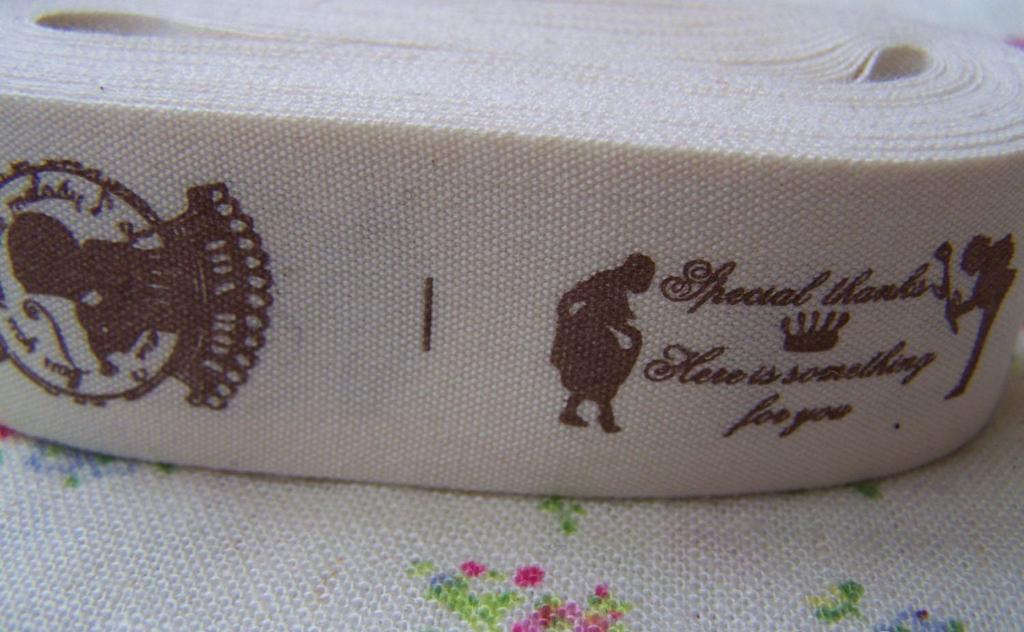 Special thanks
Here is something
for you